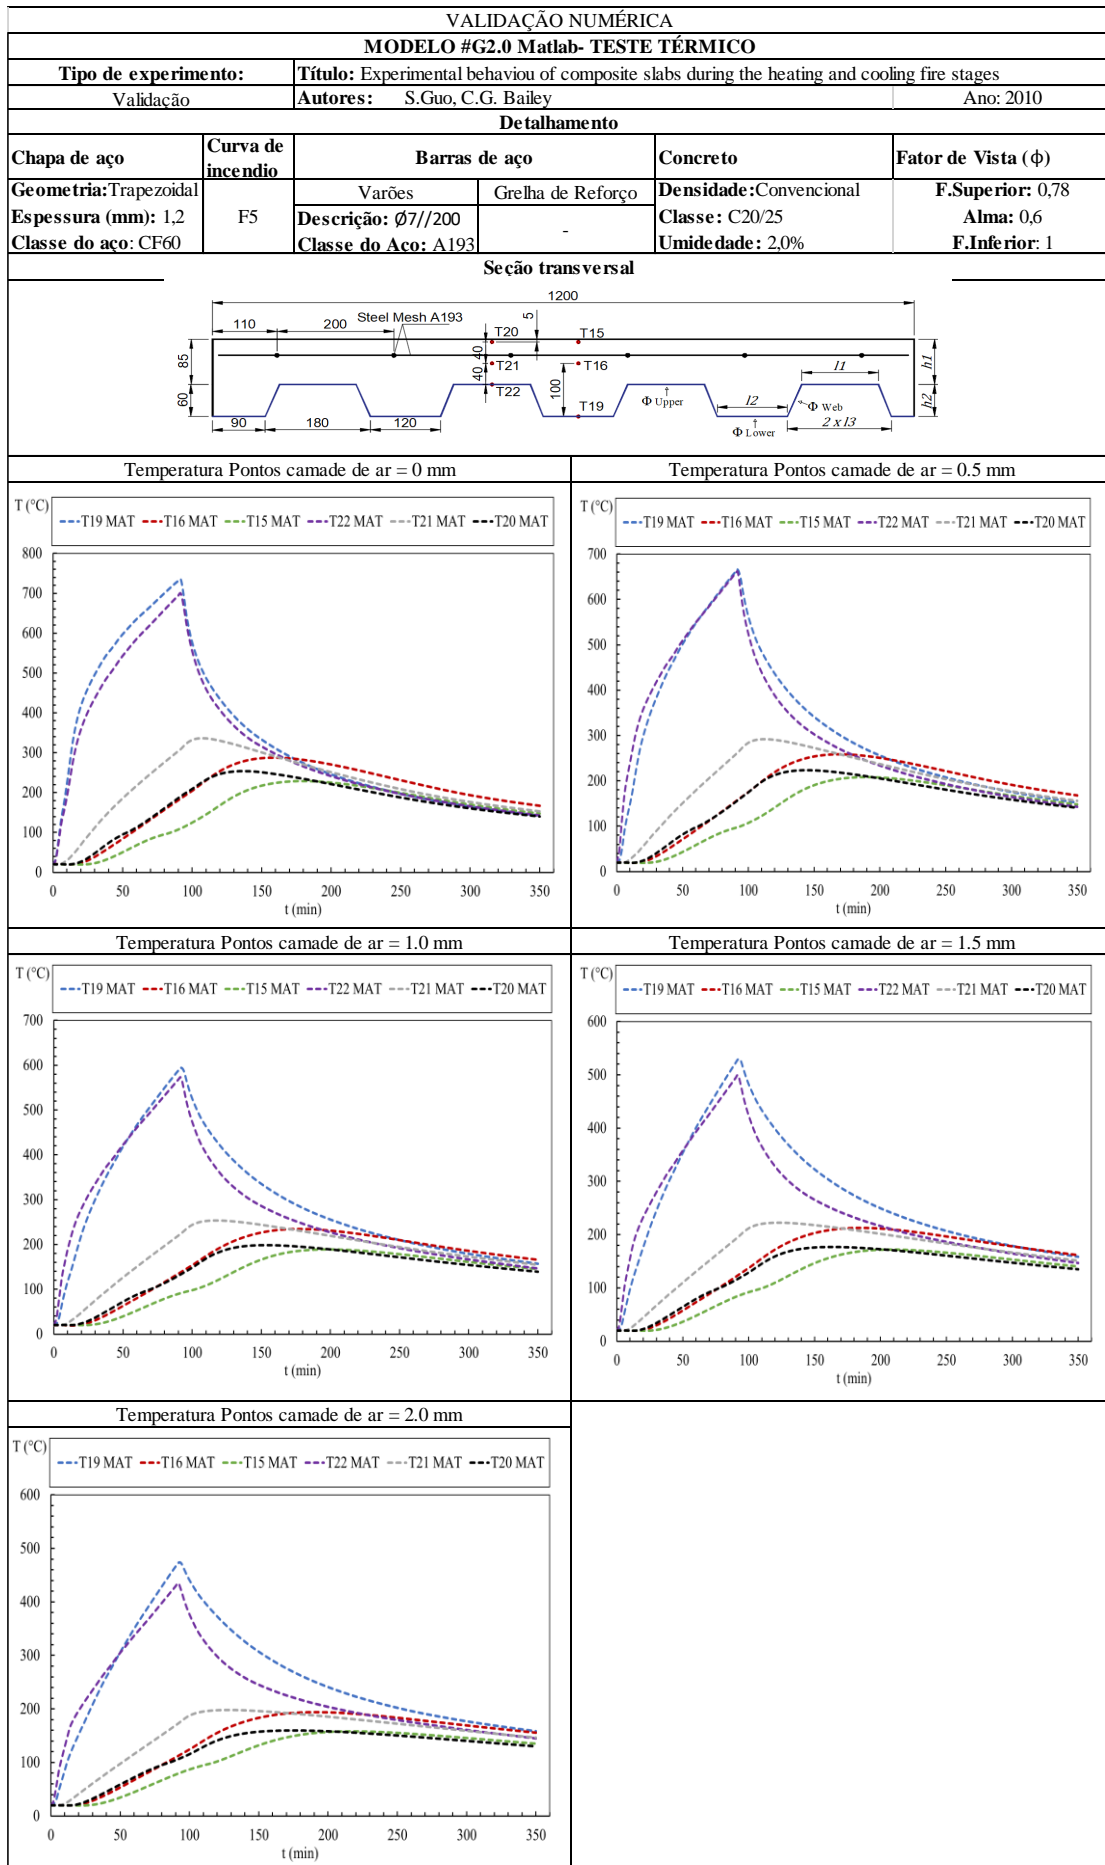 VALIDAÇÃO NUMÉRICA
MODELO #G2.0 Matlab- TESTE TÉRMICO
Tipo de experimento: Título: Experimental behaviou of composite slabs during the heating and cooling fire stages
Validação Autores: S.Guo, C.G. Bailey Ano: 2010
Detalhamento
Chapa de aço Curva de incendio Barras de aço Concreto Fator de Vista (ϕ)
Geometria:Trapezoidal F5 Varões Grelha de Reforço Densidade:Convencional F.Superior: 0,78
Espessura (mm): 1,2 Descrição: Ø7//200 - Classe: C20/25 Alma: 0,6
Classe do aço: CF60 Classe do Aço: A193 Umidedade: 2,0% F.Inferior: 1
Seção transversal
1200
110 200 Steel Mesh A193 5
T20 T15
85 40 h1
T21 T16 l1
40 100
60 T22 h2
Φ Upper l2 Φ Web
T19
Φ Lower 2 x l3
90 180 120
Temperatura Pontos camade de ar = 0 mm
T (°C)
T19 MAT T16 MAT T15 MAT T22 MAT T21 MAT T20 MAT
800
700
600
500
400
300
200
100
0
0 50 100 150 200 250 300 350
t (min)
Temperatura Pontos camade de ar = 0.5 mm
T (°C)
T19 MAT T16 MAT T15 MAT T22 MAT T21 MAT T20 MAT
700
600
500
400
300
200
100
0
0 50 100 150 200 250 300 350
t (min)
Temperatura Pontos camade de ar = 1.0 mm
T (°C)
T19 MAT T16 MAT T15 MAT T22 MAT T21 MAT T20 MAT
700
600
500
400
300
200
100
0
0 50 100 150 200 250 300 350
t (min)
Temperatura Pontos camade de ar = 1.5 mm
T (°C)
T19 MAT T16 MAT T15 MAT T22 MAT T21 MAT T20 MAT
600
500
400
300
200
100
0
0 50 100 150 200 250 300 350
t (min)
Temperatura Pontos camade de ar = 2.0 mm
T (°C)
T19 MAT T16 MAT T15 MAT T22 MAT T21 MAT T20 MAT
600
500
400
300
200
100
0
0 50 100 150 200 250 300 350
t (min)